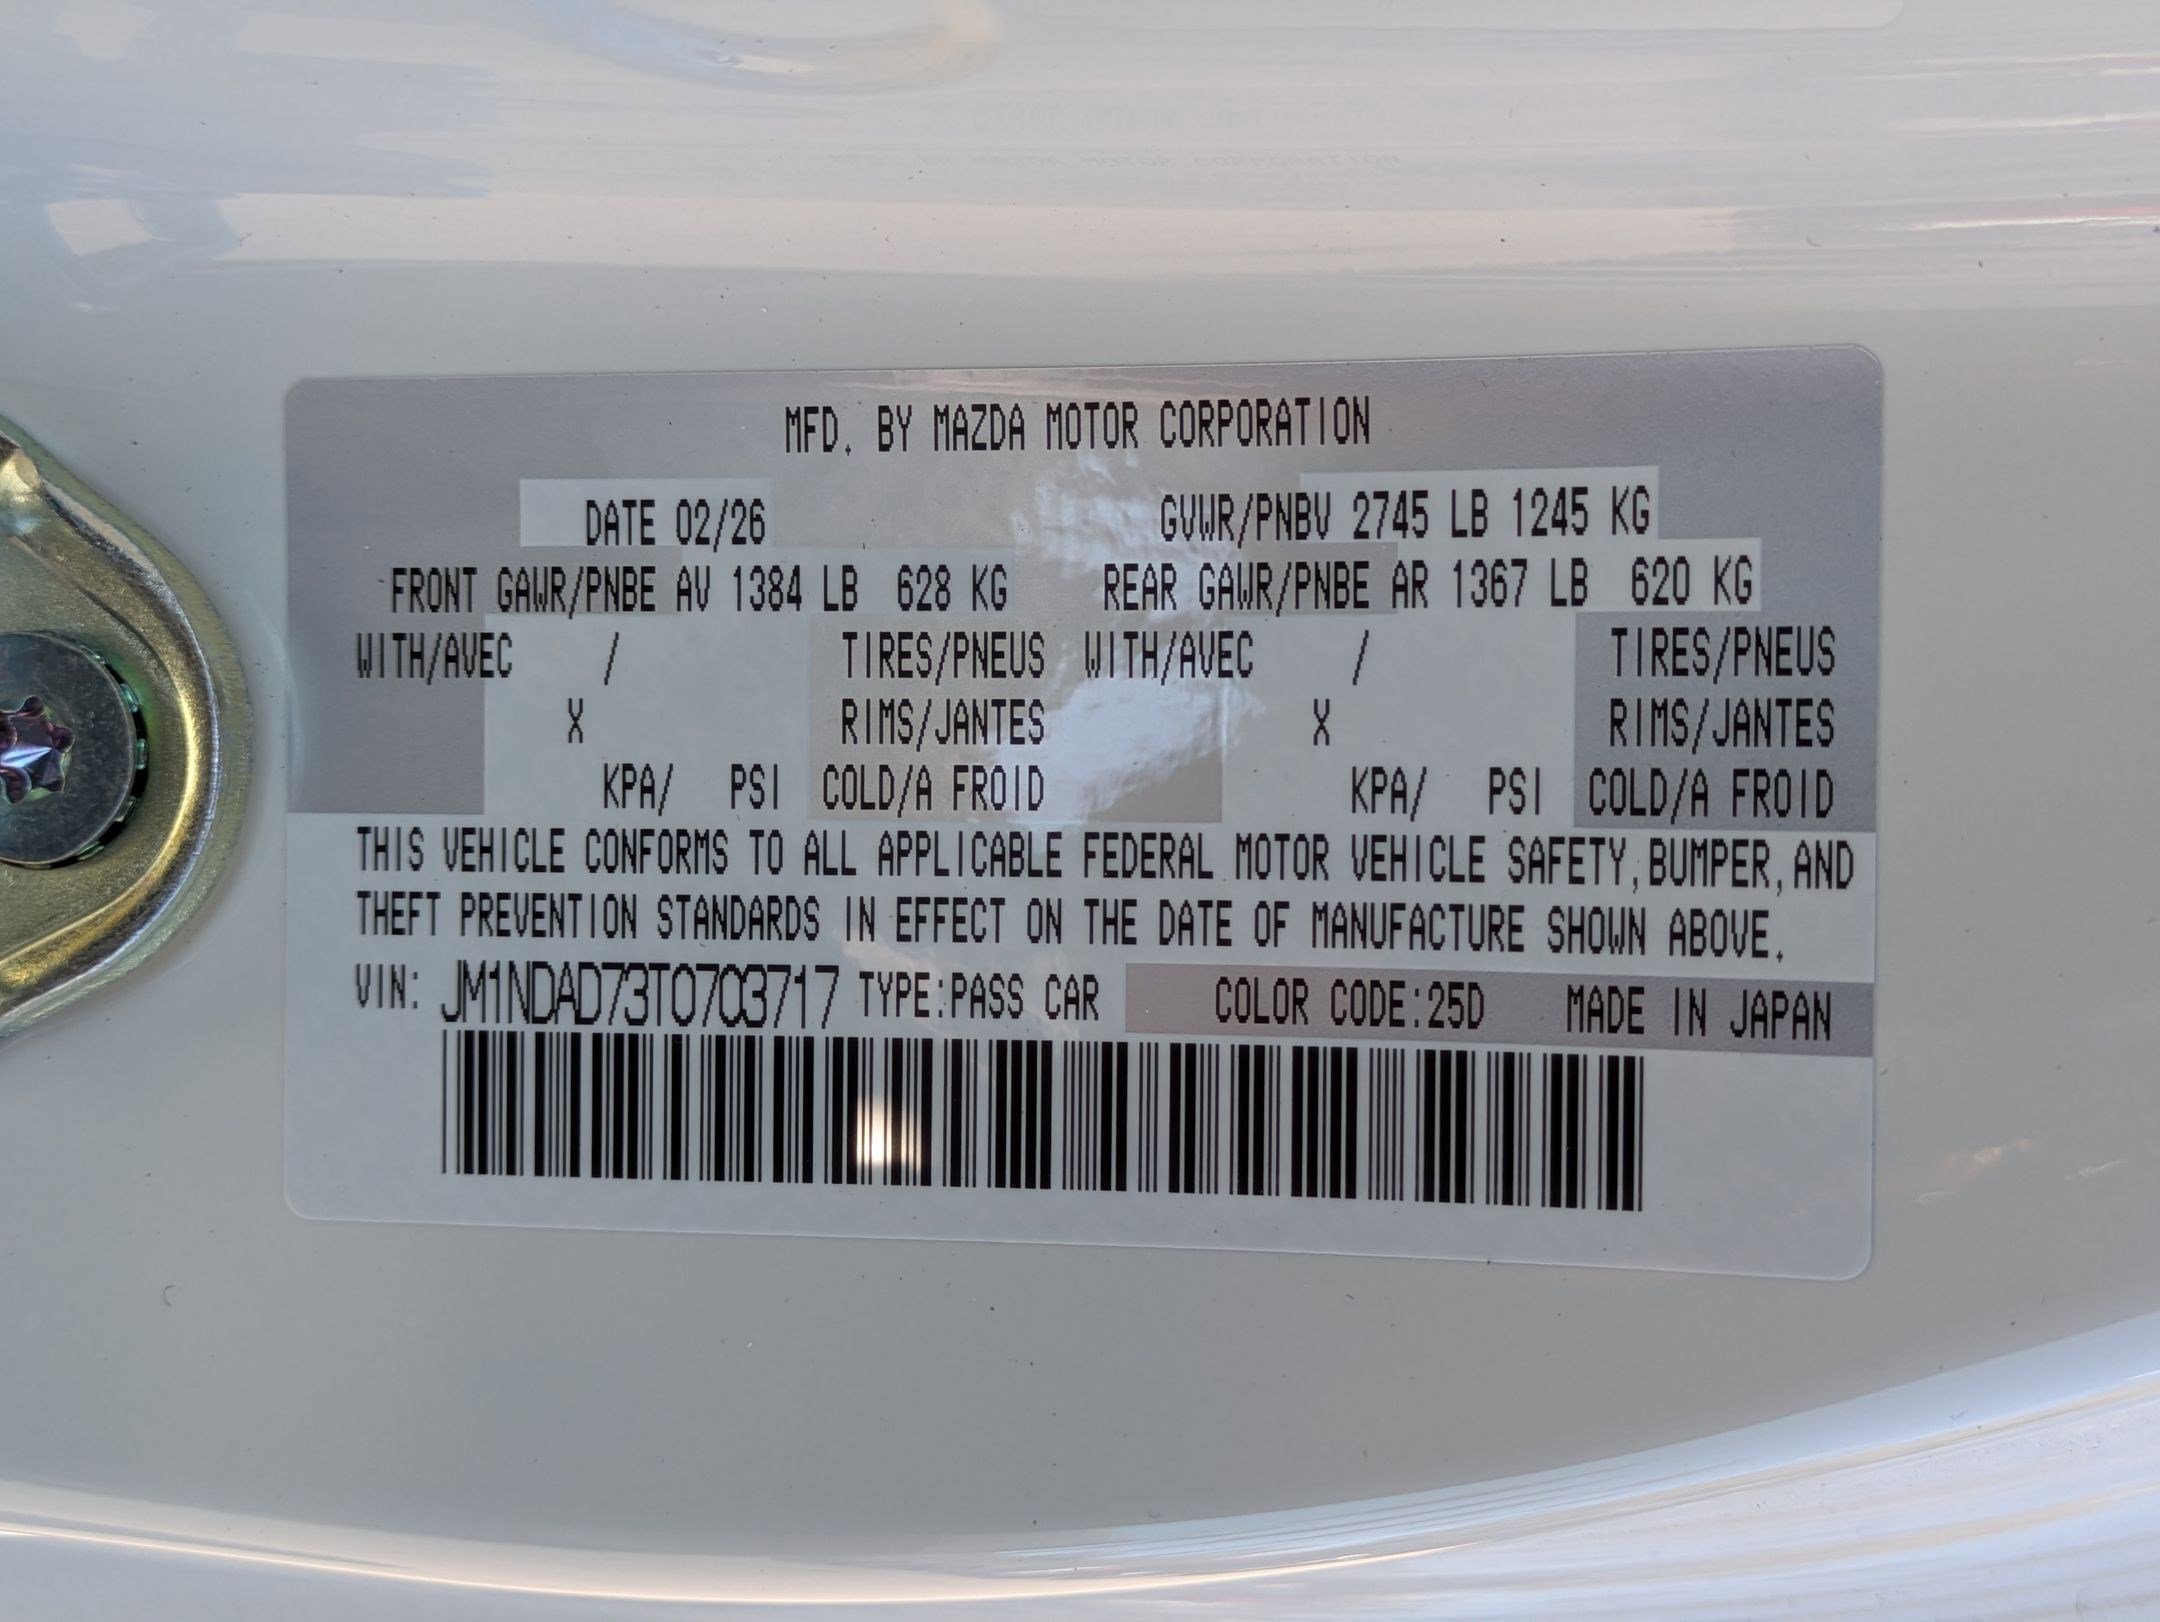 MFD. BY MAZDA MOTOR CORPORATION
DATE 02/26 GVWR/PNBV 2745 LB 1245 KG
FRONT GAWR/PNBE AV 1384 LB 628 KG REAR GAWR/PNBE AR 1367 LB 620 KG
WITH/AVEC / TIRES/PNEUS WITH/AVEC / TIRES/PNEUS
X RIMS/JANTES X RIMS/JANTES
KPA/ PSI COLD/A FROID KPA/ PSI COLD/A FROID
THIS VEHICLE CONFORMS TO ALL APPLICABLE FEDERAL MOTOR VEHICLE SAFETY, BUMPER, AND
THEFT PREVENTION STANDARDS IN EFFECT ON THE DATE OF MANUFACTURE SHOWN ABOVE.
VIN: JM1NDAD73T0703717 TYPE:PASS CAR COLOR CODE:25D MADE IN JAPAN